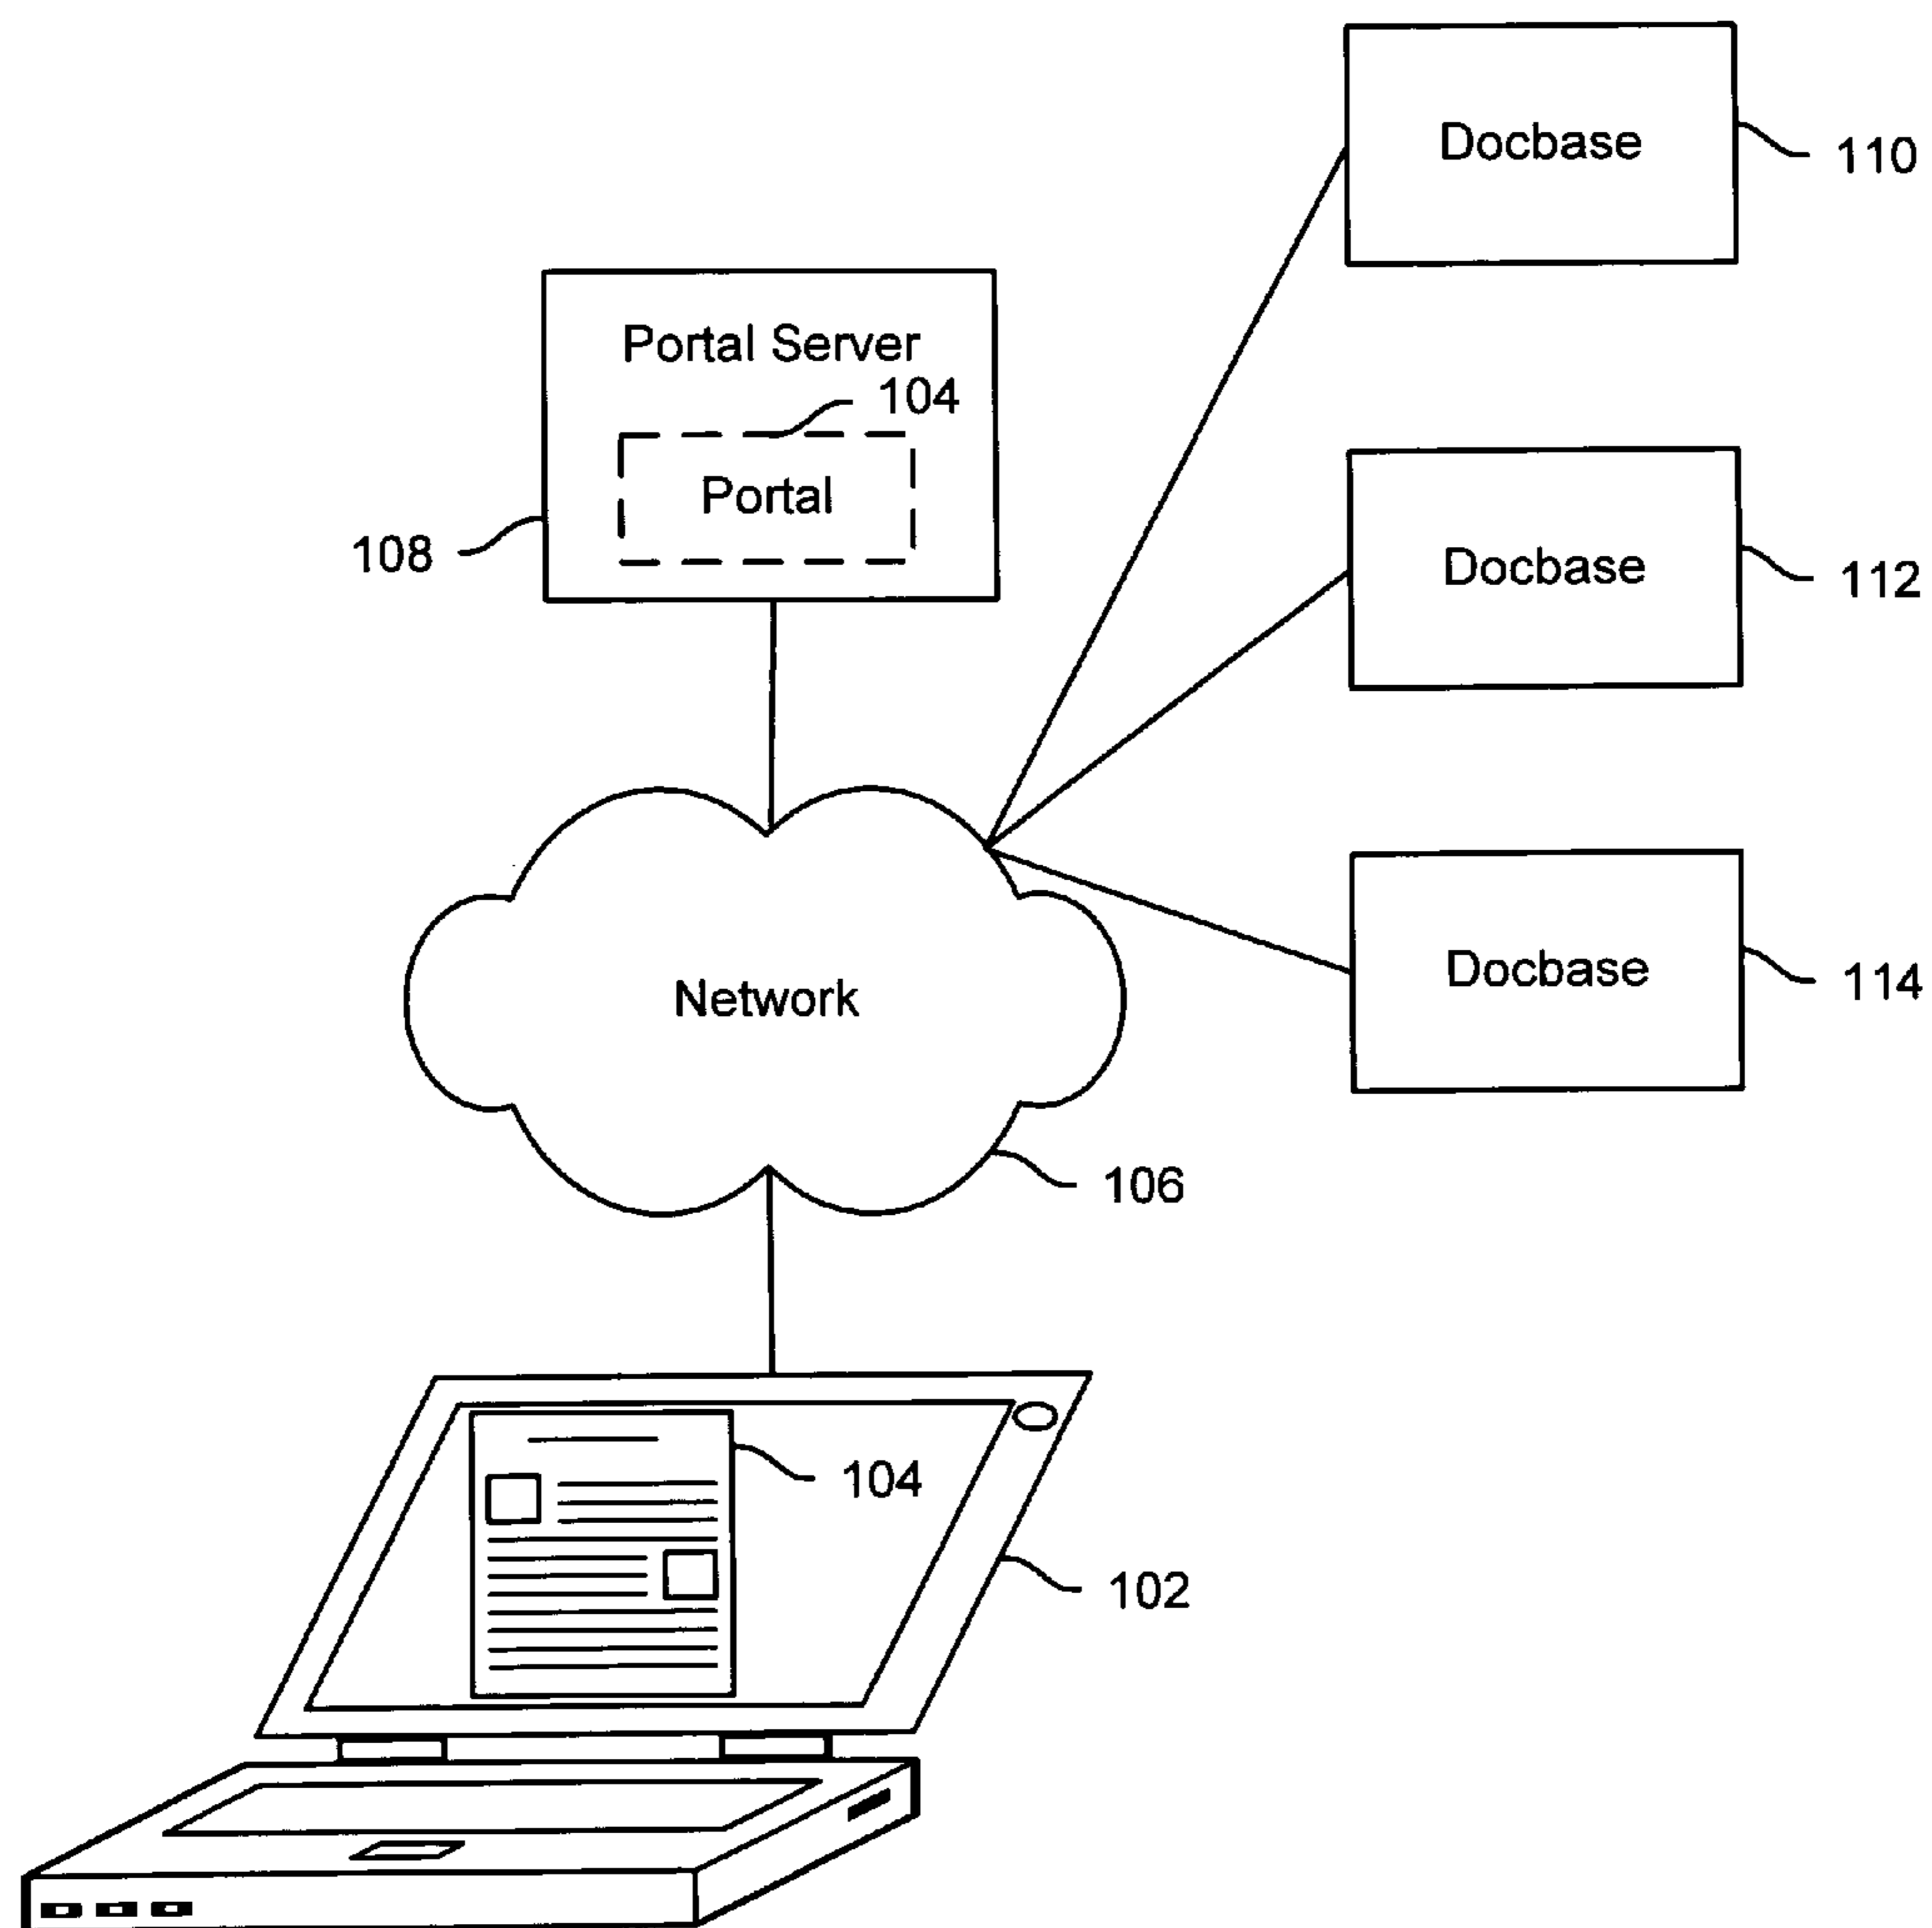 Docbase
110
Portal Server
104
Portal
108
Docbase
112
Docbase
114
Network
106
104
102